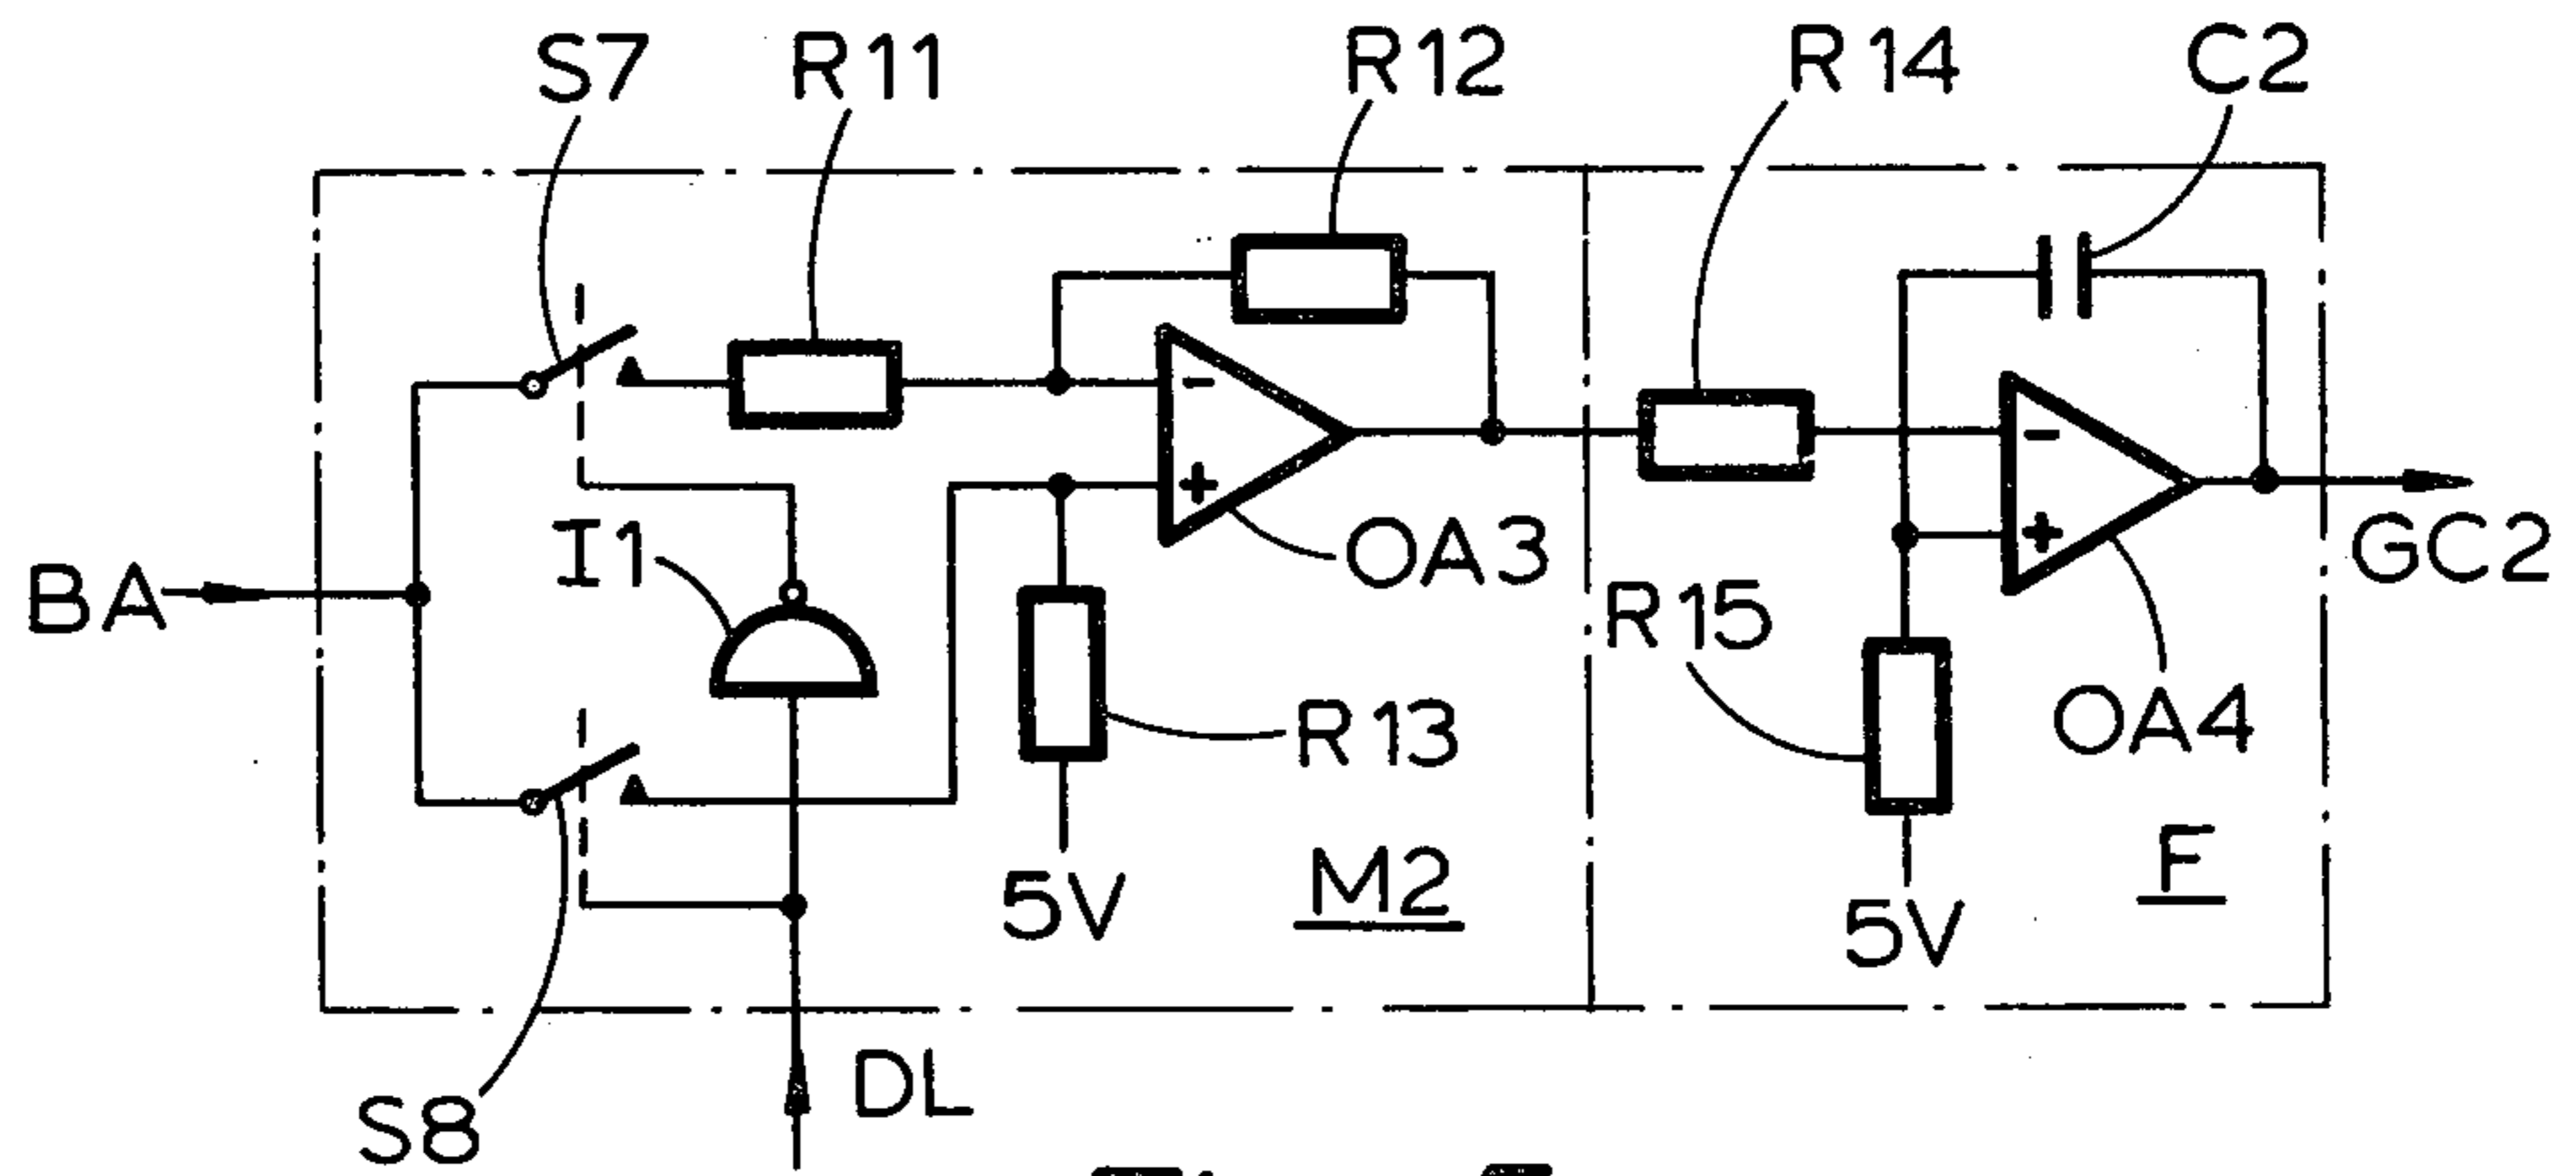 S7
R11
R12
R14
C2
-
+
-
+
I1
OA3
GC2
BA
R15
R13
OA4
5V
M2
5V
F
DL
S8